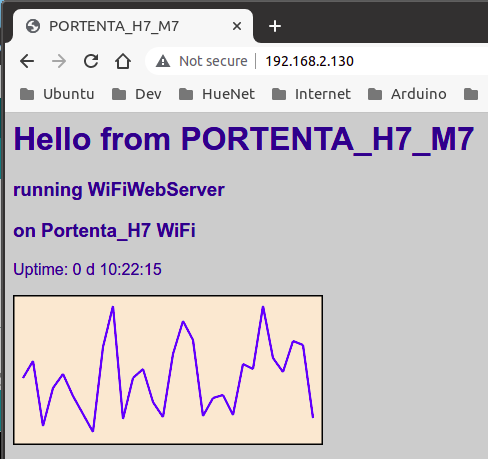 PORTENTA_H7_M7
Not secure 192.168.2.130
Ubuntu Dev HueNet Internet Arduino
Hello from PORTENTA_H7_M7
running WiFiWebServer
on Portenta_H7 WiFi
Uptime: 0 d 10:22:15